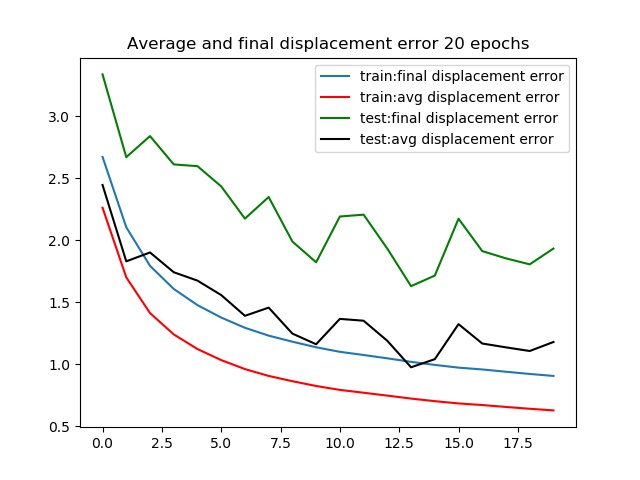 Average and final displacement error 20 epochs
train:final displacement error
train:avg displacement error
test:final displacement error
test:avg displacement error
3.0
2.5
2.0
1.5
1.0
0.5
0.0 2.5 5.0 7.5 10.0 12.5 15.0 17.5